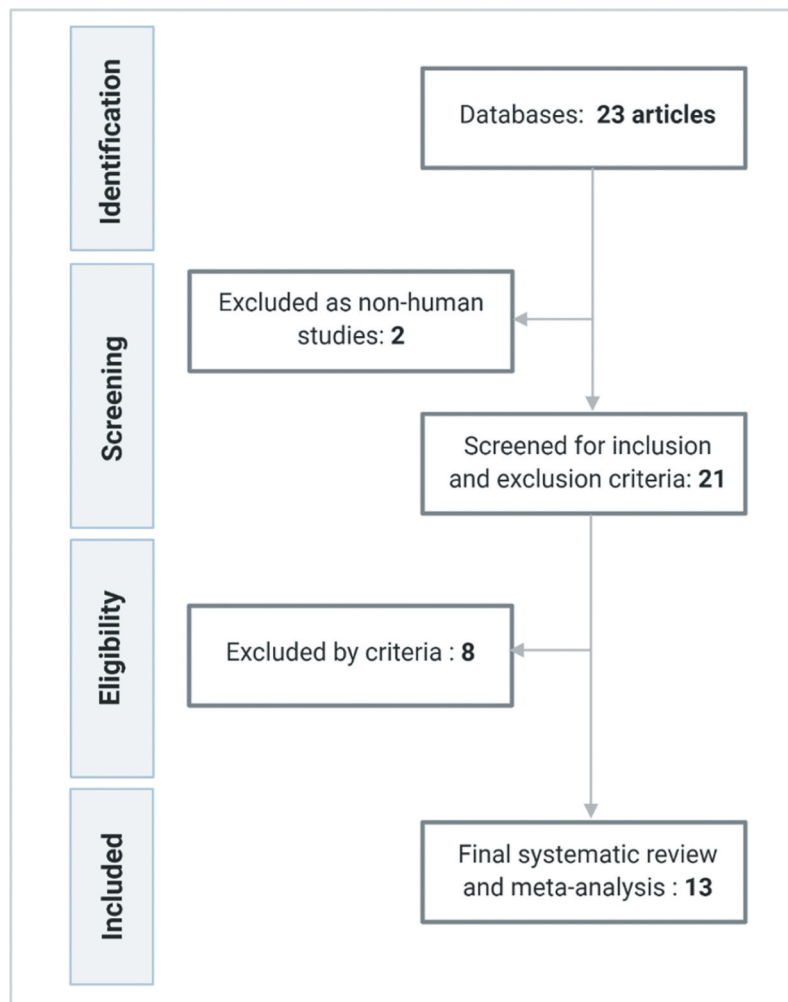 Identification
Databases: 23 articles
Screening
Excluded as non-human
studies: 2
Screened for inclusion
and exclusion criteria: 21
Eligibility
Excluded by criteria : 8
Included
Final systematic review
and meta-analysis : 13